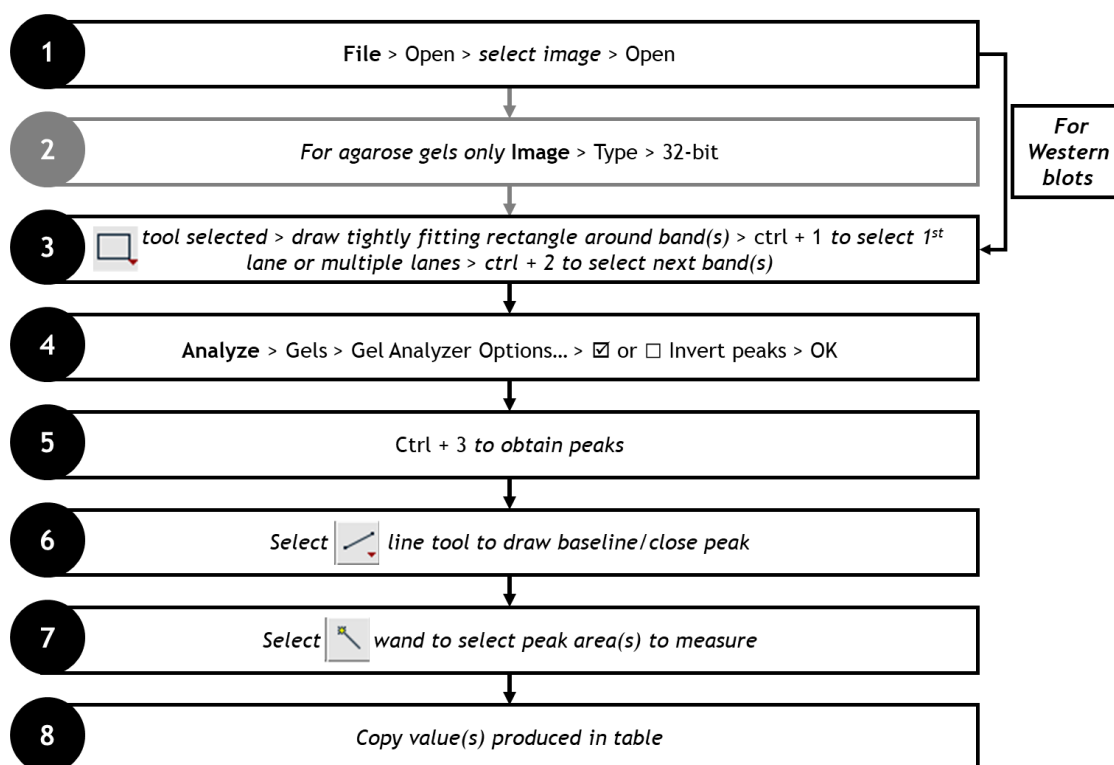 1
File > Open > select image > Open
2
For agarose gels only Image > Type > 32-bit
For
Western
blots
3
tool selected > draw tightly fitting rectangle around band(s) > ctrl + 1 to select 1st
lane or multiple lanes > ctrl + 2 to select next band(s)
4
Analyze > Gels > Gel Analyzer Options... > ☑ or ☐ Invert peaks > OK
5
Ctrl + 3 to obtain peaks
6
Select line tool to draw baseline/close peak
7
Select wand to select peak area(s) to measure
8
Copy value(s) produced in table